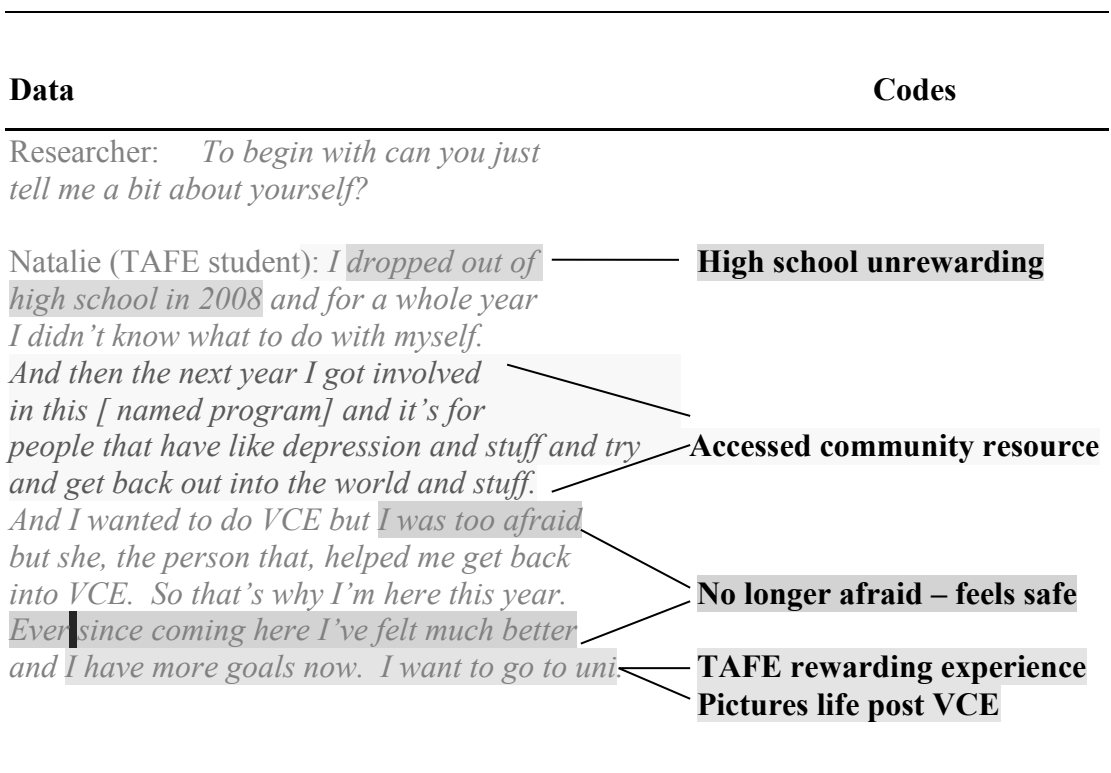 Data Codes
Researcher: To begin with can you just
tell me a bit about yourself?
Natalie (TAFE student): I dropped out of High school unrewarding
high school in 2008 and for a whole year
I didn't know what to do with myself.
And then the next year I got involved
in this [ named program] and it's for
people that have like depression and stuff and try Accessed community resource
and get back out into the world and stuff.
And I wanted to do VCE but I was too afraid
but she, the person that, helped me get back
into VCE. So that's why I'm here this year. No longer afraid – feels safe
Ever since coming here I've felt much better
and I have more goals now. I want to go to uni. TAFE rewarding experience
Pictures life post VCE